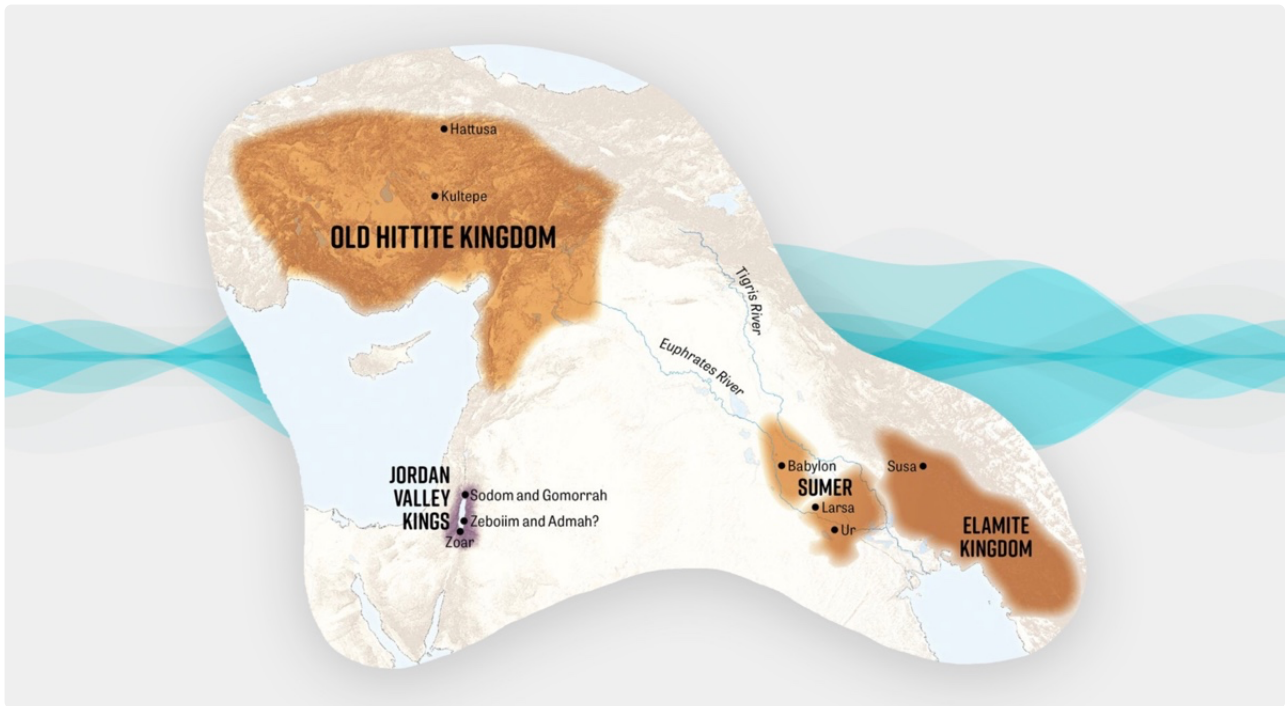 Hattusa
Kultepe
OLD HITTITE KINGDOM
Tigris River
Euphrates River
JORDAN
VALLEY
KINGS
Sodom and Gomorrah
Zeboiim and Admah?
Zoar
Babylon
SUMER
Larsa
Ur
Susa
ELAMITE
KINGDOM